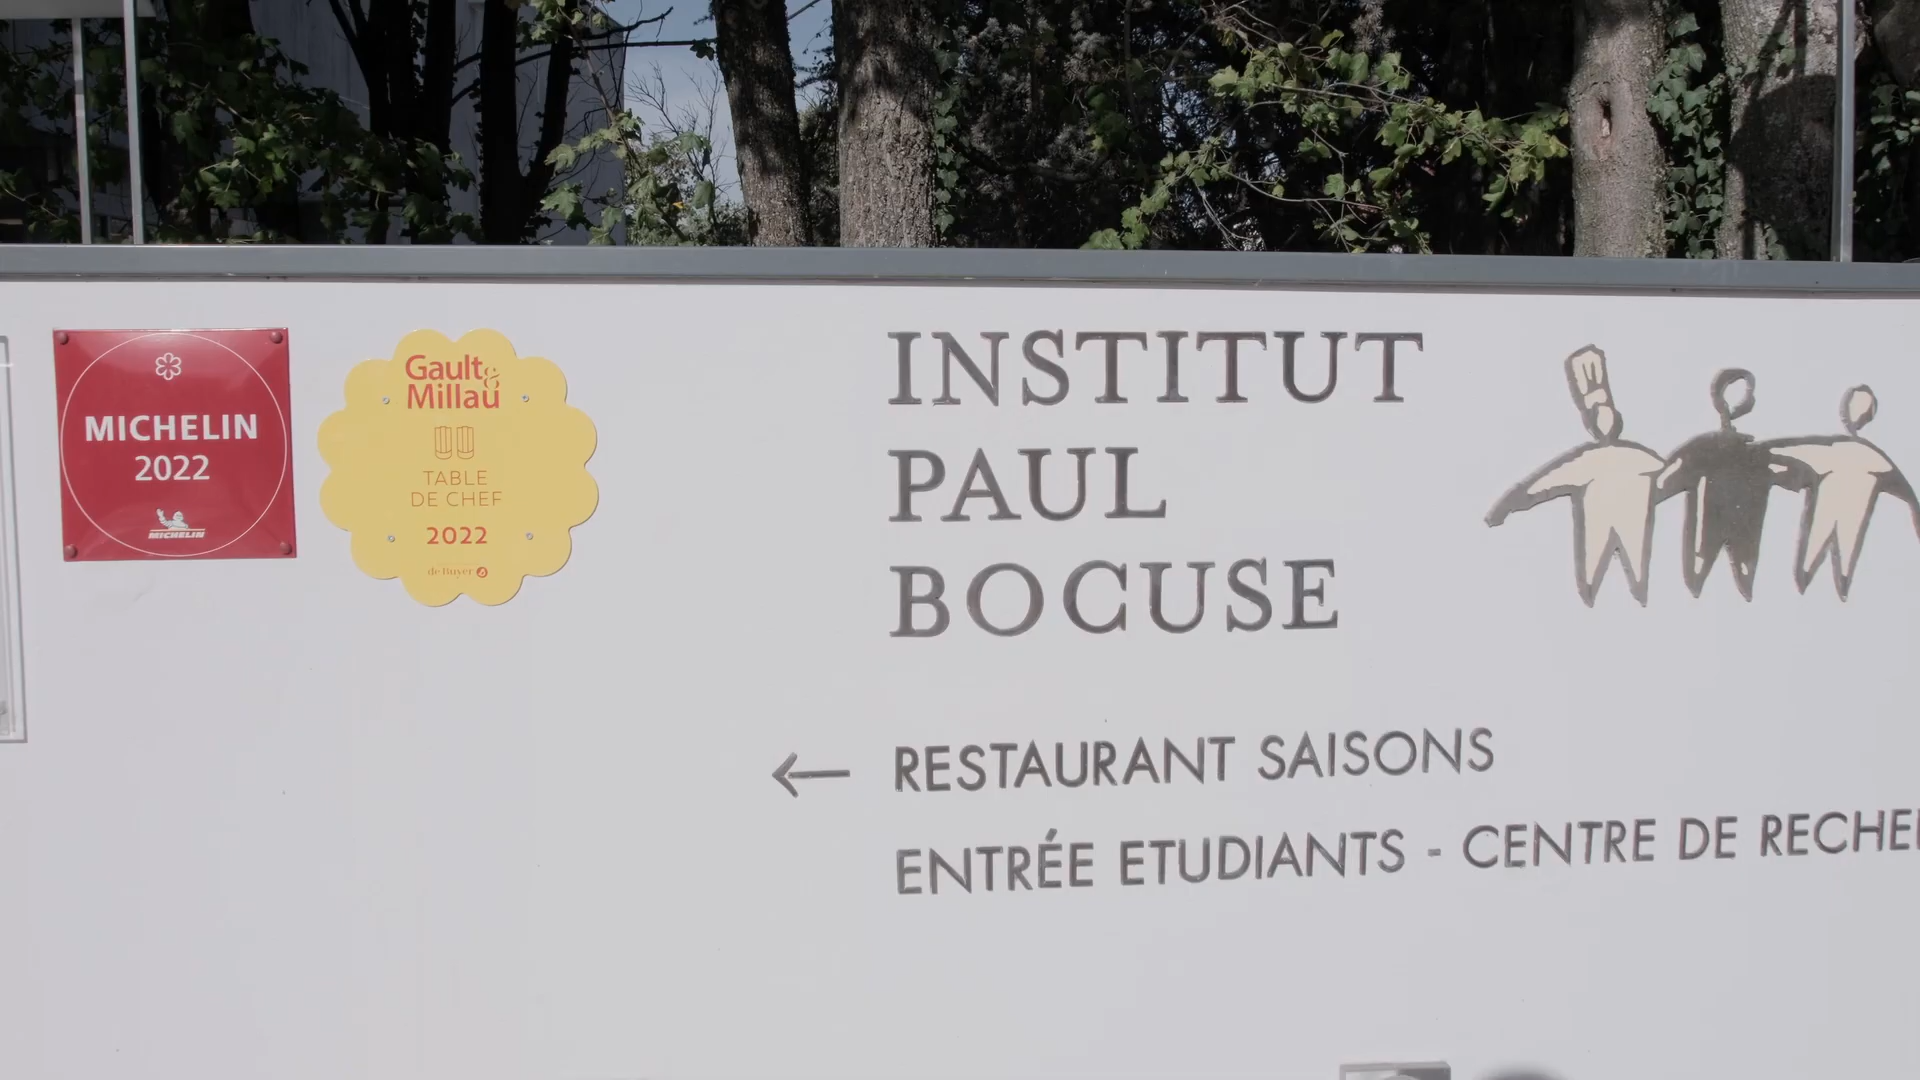 MICHELIN
2022
MICHELIN
Gault&
Millau
TABLE
DE CHEF
2022
de Buyer
INSTITUT
PAUL
BOCUSE
← RESTAURANT SAISONS
ENTRÉE ETUDIANTS - CENTRE DE